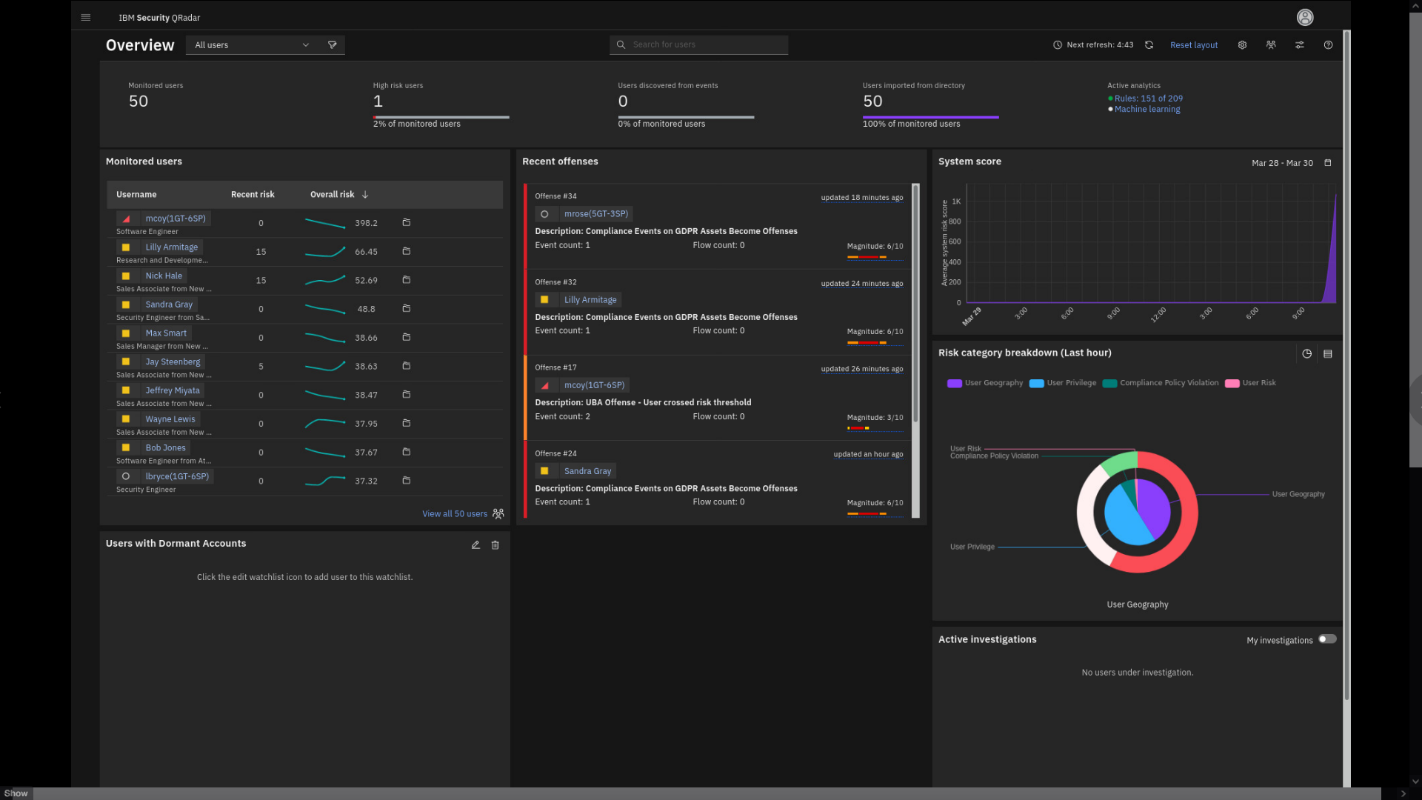 IBM Security QRadar
Overview
All users
Search for users
Next refresh: 4:43
Reset layout
Monitored users
50
High risk users
1
2% of monitored users
Users discovered from events
0
0% of monitored users
Users imported from directory
50
100% of monitored users
Active analytics
Rules: 151 of 209
Machine learning
Monitored users
Username Recent risk Overall risk
mcoy(1GT-6SP) 0 398.2
Software Engineer
Lilly Armitage 15 66.45
Research and Developme...
Nick Hale 15 52.69
Sales Associate from New ...
Sandra Gray 0 48.8
Security Engineer from Sa...
Max Smart 0 38.66
Sales Manager from New ...
Jay Steenberg 5 38.63
Sales Associate from New ...
Jeffrey Miyata 0 38.47
Sales Associate from New ...
Wayne Lewis 0 37.95
Sales Associate from New ...
Bob Jones 0 37.67
Software Engineer from At...
lbryce(1GT-6SP) 0 37.32
Security Engineer
View all 50 users
Recent offenses
Offense #34 updated 18 minutes ago
mrose(5GT-3SP)
Description: Compliance Events on GDPR Assets Become Offenses
Event count: 1 Flow count: 0 Magnitude: 6/10
Offense #32 updated 24 minutes ago
Lilly Armitage
Description: Compliance Events on GDPR Assets Become Offenses
Event count: 1 Flow count: 0 Magnitude: 6/10
Offense #17 updated 26 minutes ago
mcoy(1GT-6SP)
Description: UBA Offense - User crossed risk threshold
Event count: 2 Flow count: 0 Magnitude: 3/10
Offense #24 updated an hour ago
Sandra Gray
Description: Compliance Events on GDPR Assets Become Offenses
Event count: 1 Flow count: 0 Magnitude: 6/10
System score
Mar 28 - Mar 30
Average system risk score
1K
800
600
400
200
0
Mar 29 3:00 6:00 9:00 12:00 3:00 6:00 9:00
Risk category breakdown (Last hour)
User Geography User Privilege Compliance Policy Violation User Risk
User Risk
Compliance Policy Violation
User Geography
User Privilege
User Geography
Users with Dormant Accounts
Click the edit watchlist icon to add user to this watchlist.
Active investigations
My investigations
No users under investigation.
Show